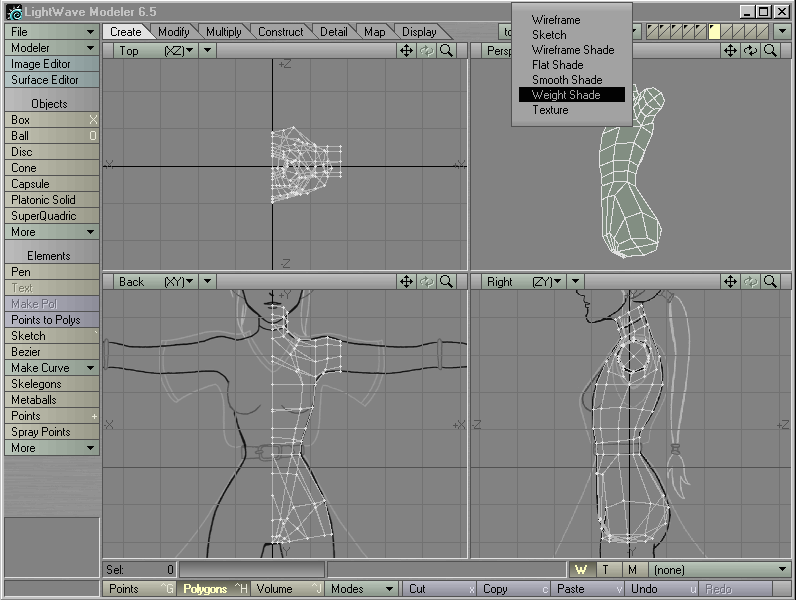 LightWave Modeler 6.5
File
Modeler
Image Editor
Surface Editor
Objects
Box X
Ball O
Disc
Cone
Capsule
Platonic Solid
SuperQuadric
More
Elements
Pen
Text
Make Pol
Points to Polys
Sketch `
Bezier
Make Curve
Skelegons
Metaballs
Points +
Spray Points
More
Create Modify Multiply Construct Detail Map Display
Top (XZ)
+Z
-X +X
-Z
Persp
Wireframe
Sketch
Wireframe Shade
Flat Shade
Smooth Shade
Weight Shade
Texture
Back (XY)
+Y
-X +X
-Y
Right (ZY)
-Z +Z
Sel: 0
W T M (none)
Points ^G Polygons ^H Volume ^J Modes Cut x Copy c Paste v Undo u Redo